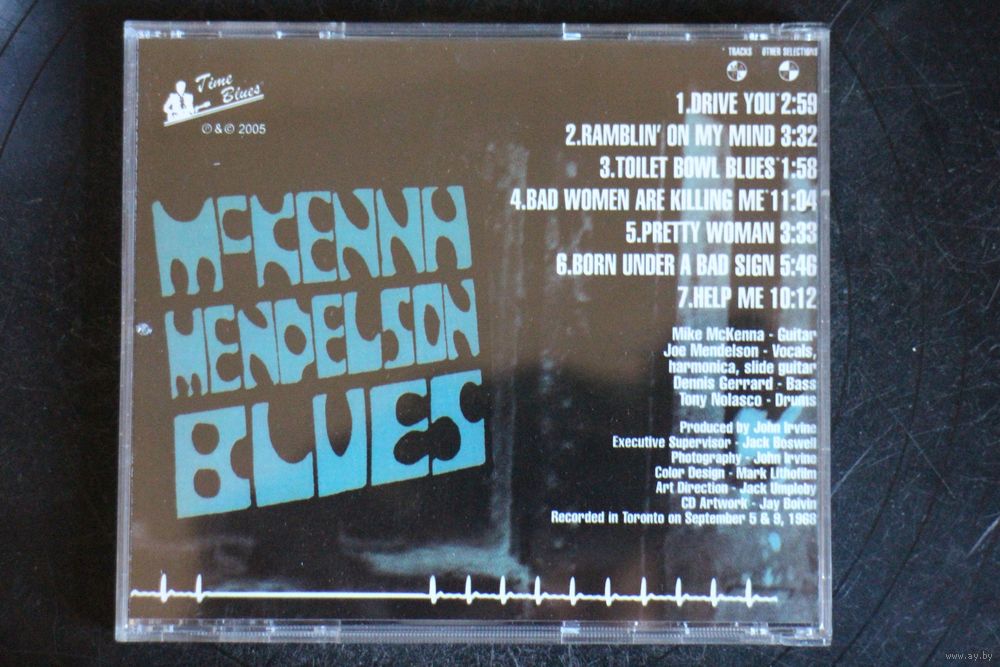 Time
Blues
℗ & © 2005
* TRACKS OTHER SELECTIONS
1.DRIVE YOU* 2:59
2.RAMBLIN' ON MY MIND 3:32
3.TOILET BOWL BLUES* 1:58
4.BAD WOMEN ARE KILLING ME* 11:04
5.PRETTY WOMAN 3:33
6.BORN UNDER A BAD SIGN 5:46
7.HELP ME 10:12
McKENNA
MENDELSON
BLUES
Mike McKenna - Guitar
Joe Mendelson - Vocals,
harmonica, slide guitar
Dennis Gerrard - Bass
Tony Nolasco - Drums
Produced by John Irvine
Executive Supervisor - Jack Boswell
Photography - John Irvine
Color Design - Mark Lithofilm
Art Direction - Jack Umpleby
CD Artwork - Jay Boivin
Recorded in Toronto on September 5 & 9, 1968
www.ay.by